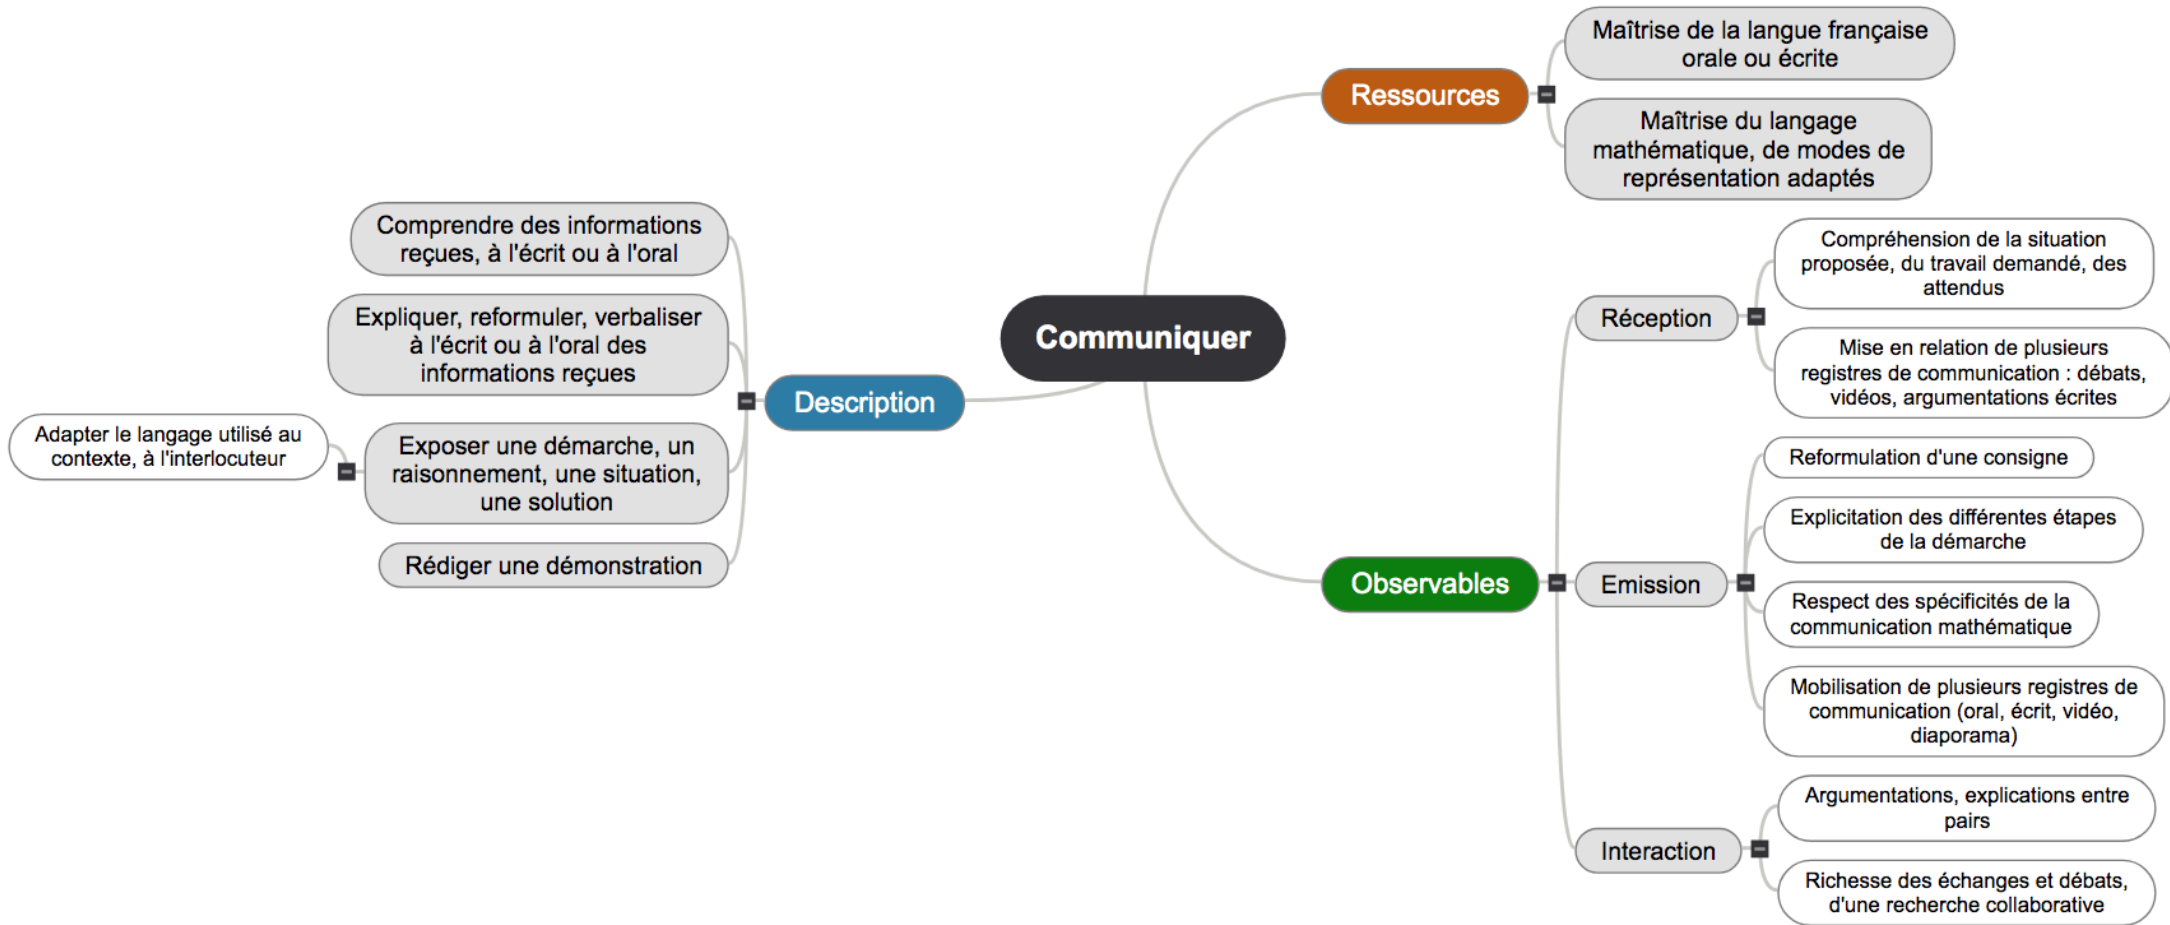 Communiquer
Ressources
Maîtrise de la langue française
orale ou écrite
Maîtrise du langage
mathématique, de modes de
représentation adaptés
Description
Comprendre des informations
reçues, à l'écrit ou à l'oral
Expliquer, reformuler, verbaliser
à l'écrit ou à l'oral des
informations reçues
Exposer une démarche, un
raisonnement, une situation,
une solution
Adapter le langage utilisé au
contexte, à l'interlocuteur
Rédiger une démonstration
Observables
Réception
Compréhension de la situation
proposée, du travail demandé, des
attendus
Mise en relation de plusieurs
registres de communication : débats,
vidéos, argumentations écrites
Emission
Reformulation d'une consigne
Explicitation des différentes étapes
de la démarche
Respect des spécificités de la
communication mathématique
Mobilisation de plusieurs registres de
communication (oral, écrit, vidéo,
diaporama)
Interaction
Argumentations, explications entre
pairs
Richesse des échanges et débats,
d'une recherche collaborative